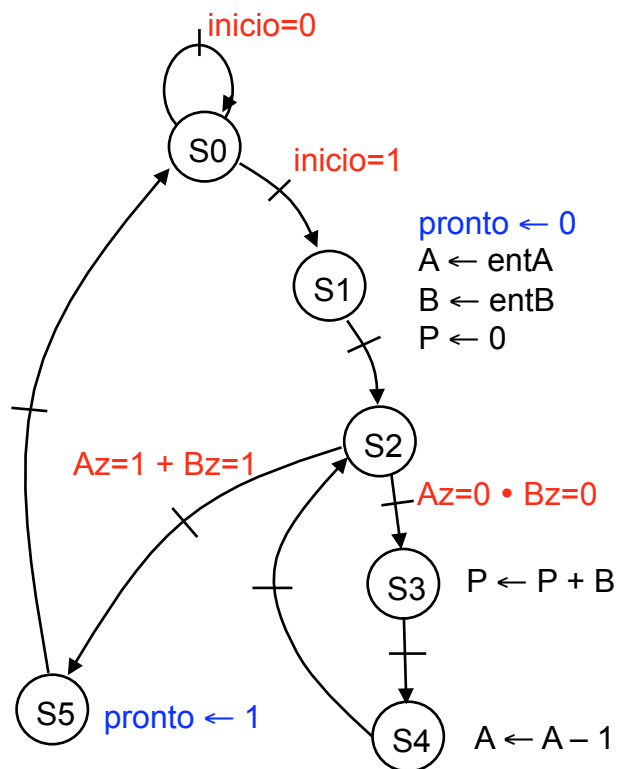 inicio=0
S0
inicio=1
pronto ← 0
A ← entA
S1
B ← entB
P ← 0
S2
Az=1 + Bz=1
Az=0 • Bz=0
S3
P ← P + B
S5
pronto ← 1
S4
A ← A – 1